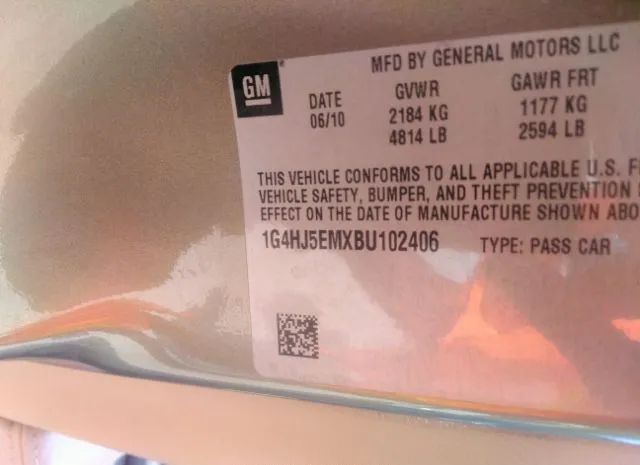 GM
MFD BY GENERAL MOTORS LLC
DATE GVWR GAWR FRT
06/10 2184 KG 1177 KG
4814 LB 2594 LB
THIS VEHICLE CONFORMS TO ALL APPLICABLE U.S. F
VEHICLE SAFETY, BUMPER, AND THEFT PREVENTION
EFFECT ON THE DATE OF MANUFACTURE SHOWN ABO
1G4HJ5EMXBU102406 TYPE: PASS CAR